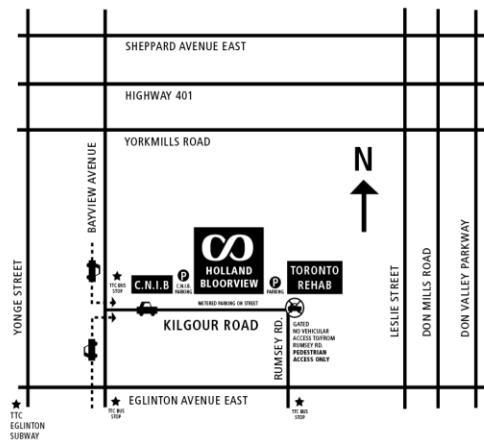 SHEPPARD AVENUE EAST
HIGHWAY 401
YORKMILLS ROAD
BAYVIEW AVENUE
N
YONGE STREET
TTC BUS
STOP
C.N.I.B
P
C.N.I.B.
PARKING
HOLLAND
BLOORVIEW
P
PARKING
TORONTO
REHAB
METERED PARKING ON STREET
KILGOUR ROAD
RUMSEY RD.
GATED
NO VEHICULAR
ACCESS TO/FROM
RUMSEY RD.
PEDESTRIAN
ACCESS ONLY
LESLIE STREET
DON MILLS ROAD
DON VALLEY PARKWAY
EGLINTON AVENUE EAST
TTC
EGLINTON
SUBWAY
TTC BUS
STOP
TTC BUS
STOP